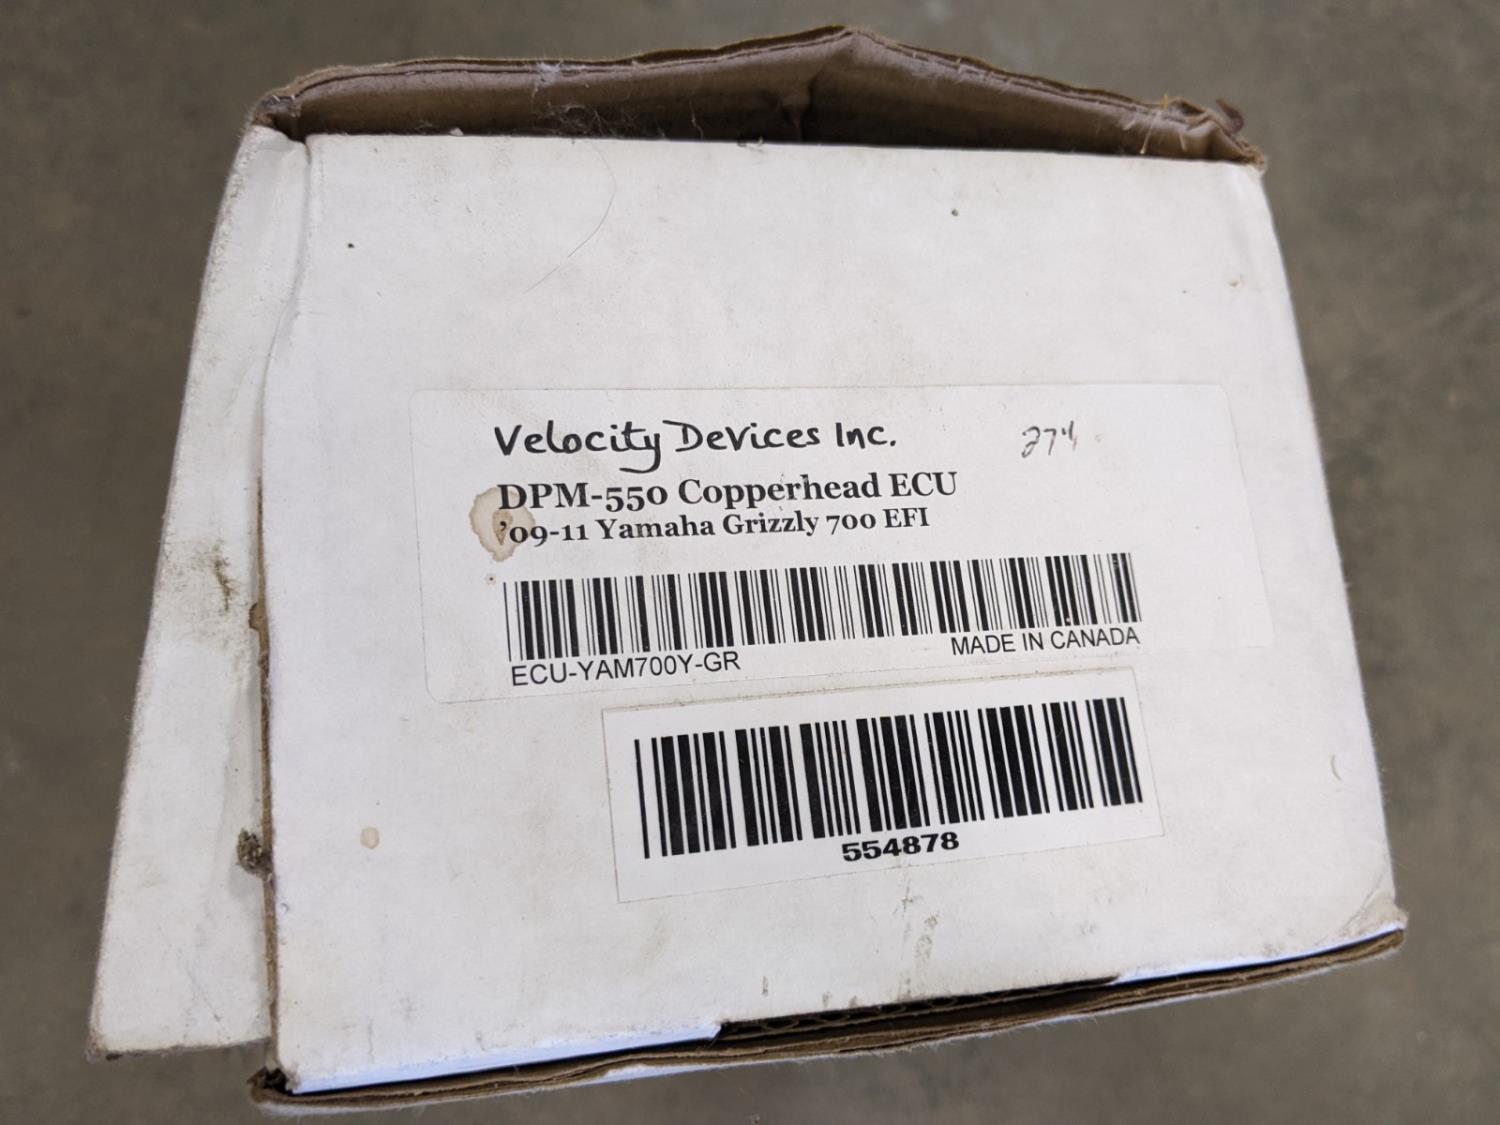 Velocity Devices Inc.
DPM-550 Copperhead ECU
'09-11 Yamaha Grizzly 700 EFI
ECU-YAM700Y-GR
MADE IN CANADA
554878